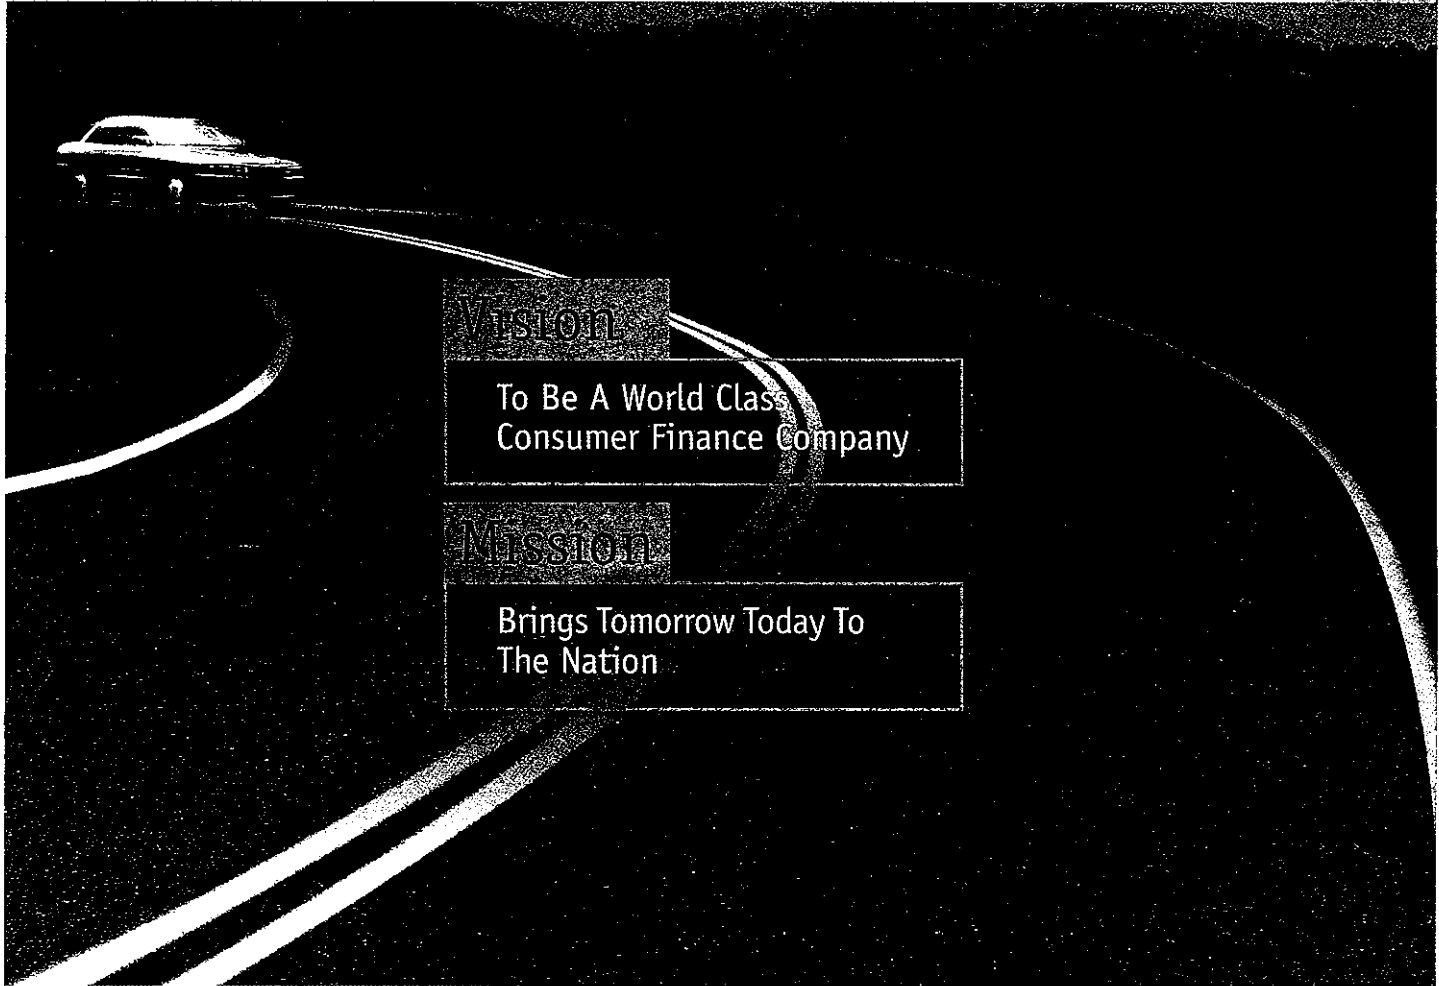 Vision
To Be A World Class
Consumer Finance Company
Mission
Brings Tomorrow Today To
The Nation